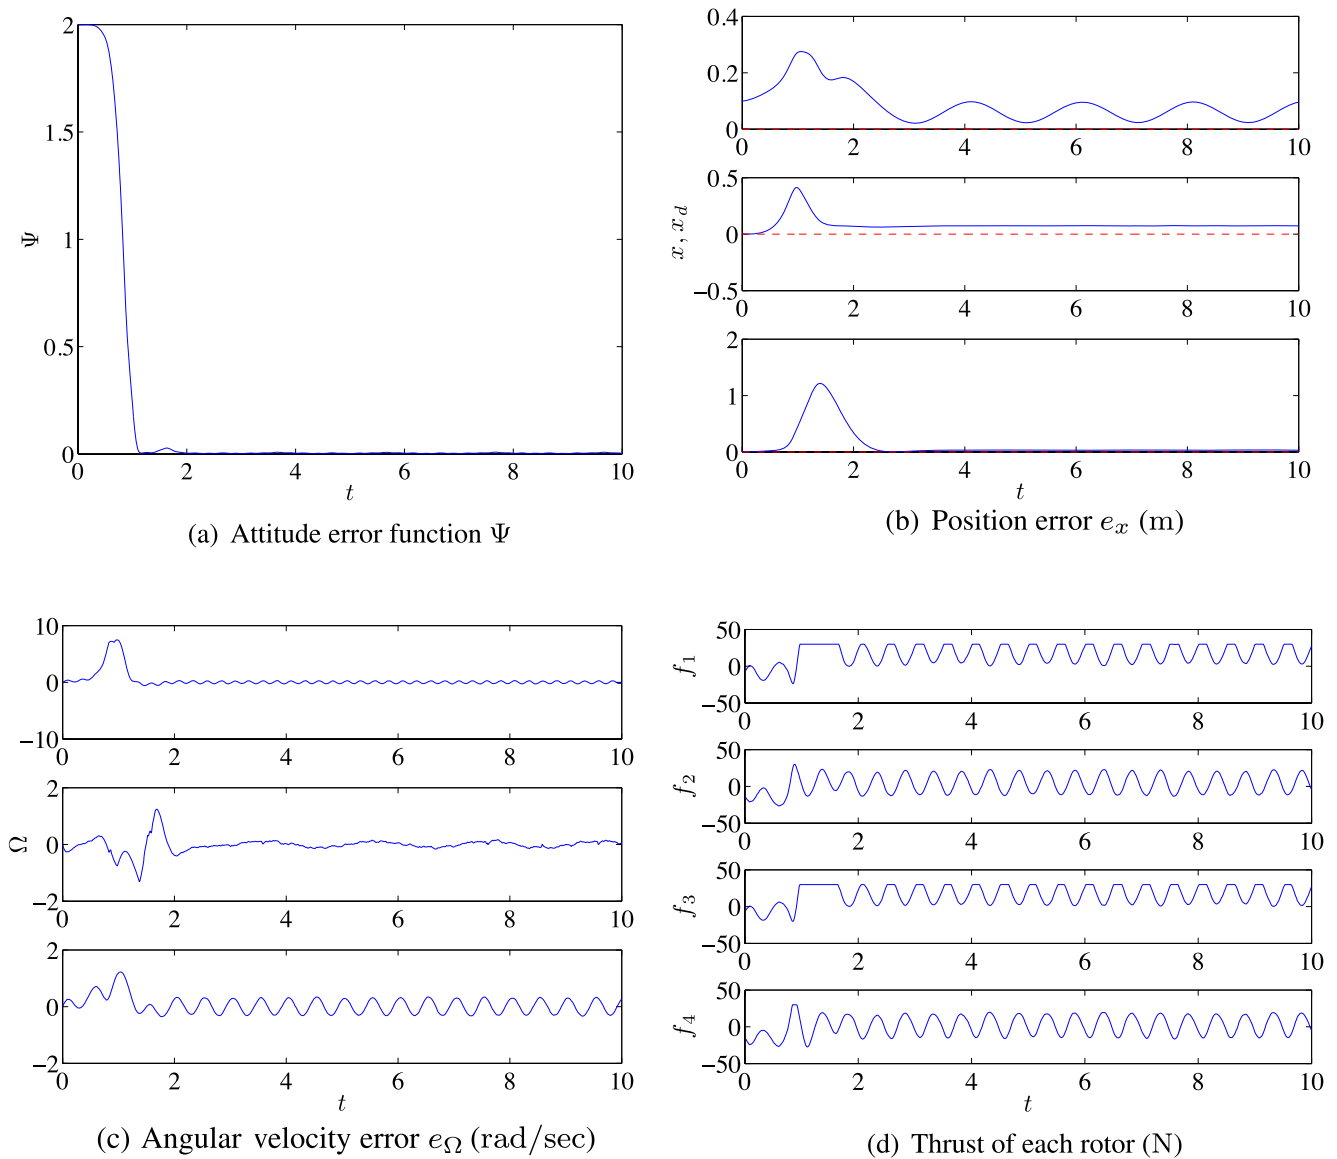 2
1.5
1
0.5
0
Ψ
0 2 4 6 8 10
t
(a) Attitude error function Ψ
0.4
0.2
0
0 2 4 6 8 10
0.5
0
−0.5
x, x_d
0 2 4 6 8 10
2
1
0
0 2 4 6 8 10
t
(b) Position error e_x (m)
10
0
−10
0 2 4 6 8 10
2
0
−2
Ω
0 2 4 6 8 10
2
0
−2
0 2 4 6 8 10
t
(c) Angular velocity error e_Ω (rad/sec)
50
0
−50
f_1
0 2 4 6 8 10
50
0
−50
f_2
0 2 4 6 8 10
50
0
−50
f_3
0 2 4 6 8 10
50
0
−50
f_4
0 2 4 6 8 10
t
(d) Thrust of each rotor (N)